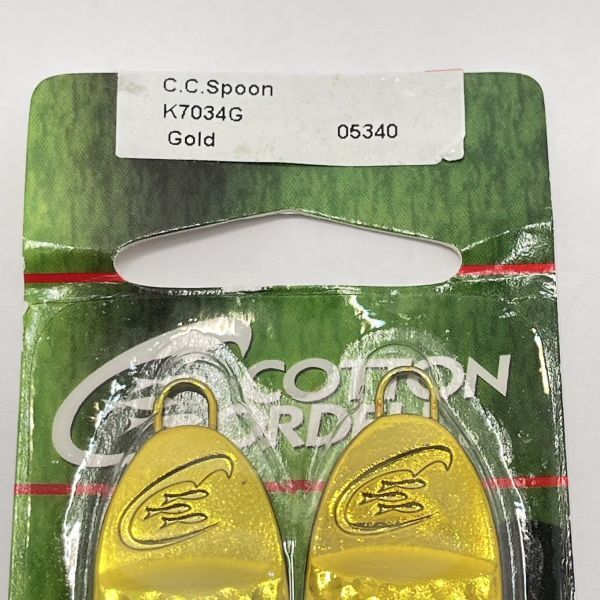 C.C.Spoon
K7034G
Gold 05340
COTTON
CORDELL